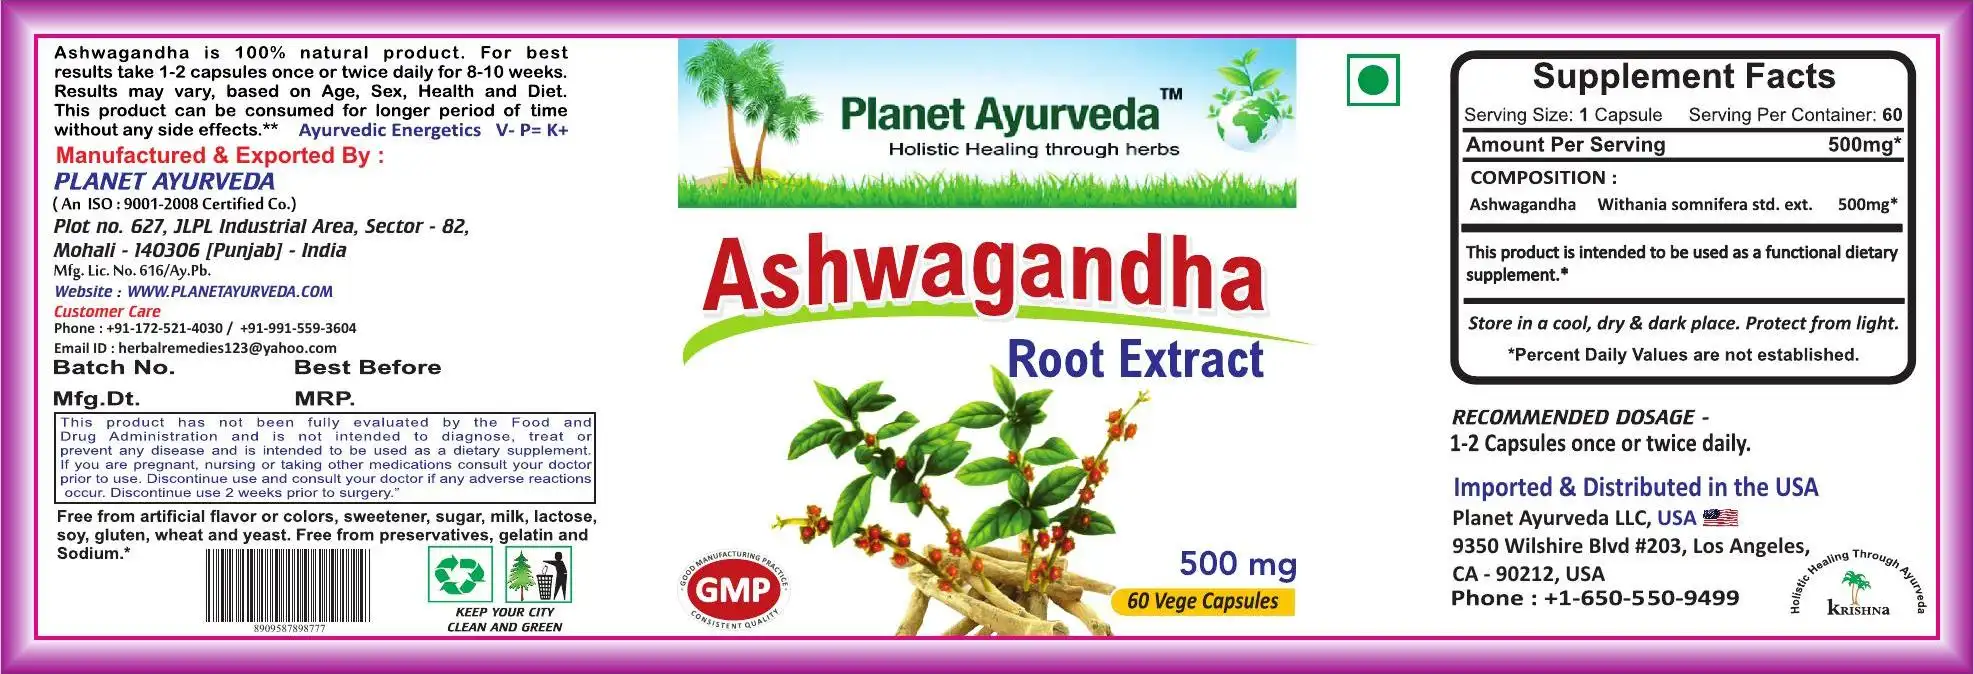 Ashwagandha is 100% natural product. For best
results take 1-2 capsules once or twice daily for 8-10 weeks.
Results may vary, based on Age, Sex, Health and Diet.
This product can be consumed for longer period of time
without any side effects.** Ayurvedic Energetics V- P= K+
Manufactured & Exported By :
PLANET AYURVEDA
( An ISO : 9001-2008 Certified Co.)
Plot no. 627, JLPL Industrial Area, Sector - 82,
Mohali - 140306 [Punjab] - India
Mfg. Lic. No. 616/Ay.Pb.
Website : WWW.PLANETAYURVEDA.COM
Customer Care
Phone : +91-172-521-4030 / +91-991-559-3604
Email ID : herbalremedies123@yahoo.com
Batch No. Best Before
Mfg.Dt. MRP.
This product has not been fully evaluated by the Food and
Drug Administration and is not intended to diagnose, treat or
prevent any disease and is intended to be used as a dietary supplement.
If you are pregnant, nursing or taking other medications consult your doctor
prior to use. Discontinue use and consult your doctor if any adverse reactions
occur. Discontinue use 2 weeks prior to surgery.”
Free from artificial flavor or colors, sweetener, sugar, milk, lactose,
soy, gluten, wheat and yeast. Free from preservatives, gelatin and
Sodium.*
8909587898777
KEEP YOUR CITY
CLEAN AND GREEN
Planet Ayurveda™
Holistic Healing through herbs
Ashwagandha
Root Extract
GOOD MANUFACTURING PRACTICE
GMP
CONSISTENT QUALITY
500 mg
60 Vege Capsules
Supplement Facts
Serving Size: 1 Capsule Serving Per Container: 60
Amount Per Serving 500mg*
COMPOSITION :
Ashwagandha Withania somnifera std. ext. 500mg*
This product is intended to be used as a functional dietary
supplement.*
Store in a cool, dry & dark place. Protect from light.
*Percent Daily Values are not established.
RECOMMENDED DOSAGE -
1-2 Capsules once or twice daily.
Imported & Distributed in the USA
Planet Ayurveda LLC, USA
9350 Wilshire Blvd #203, Los Angeles,
CA - 90212, USA
Phone : +1-650-550-9499
Holistic Healing Through Ayurveda
KRISHNA